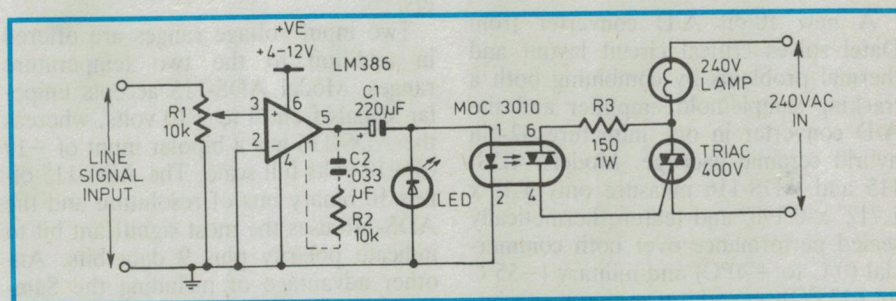 +VE
+4-12V
LM386
R1
10k
LINE
SIGNAL
INPUT
3
2
6
5
4
1
C1
220µF
+
C2
·033
µF
R2
10k
LED
MOC 3010
1
6
2
4
R3
150
1W
240V
LAMP
TRIAC
400V
240VAC
IN